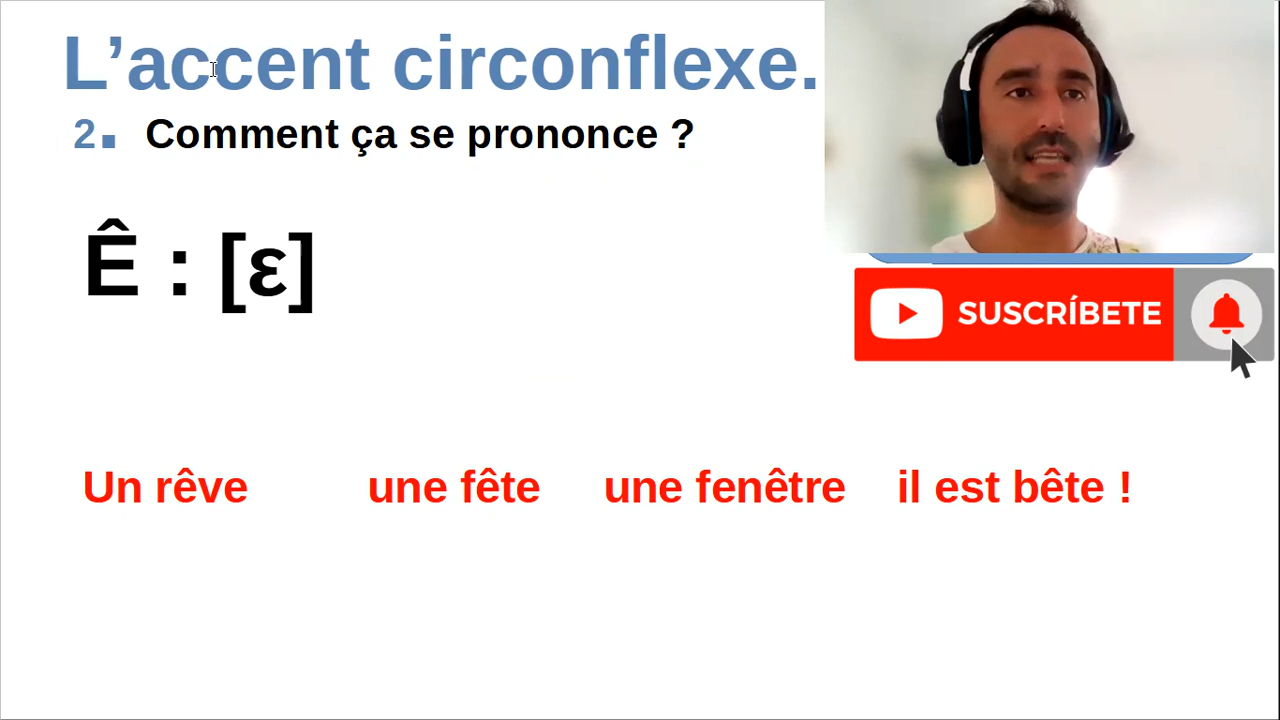 L’accent circonflexe.
2. Comment ça se prononce ?
Ê : [ɛ]
SUSCRÍBETE
Un rêve une fête une fenêtre il est bête !